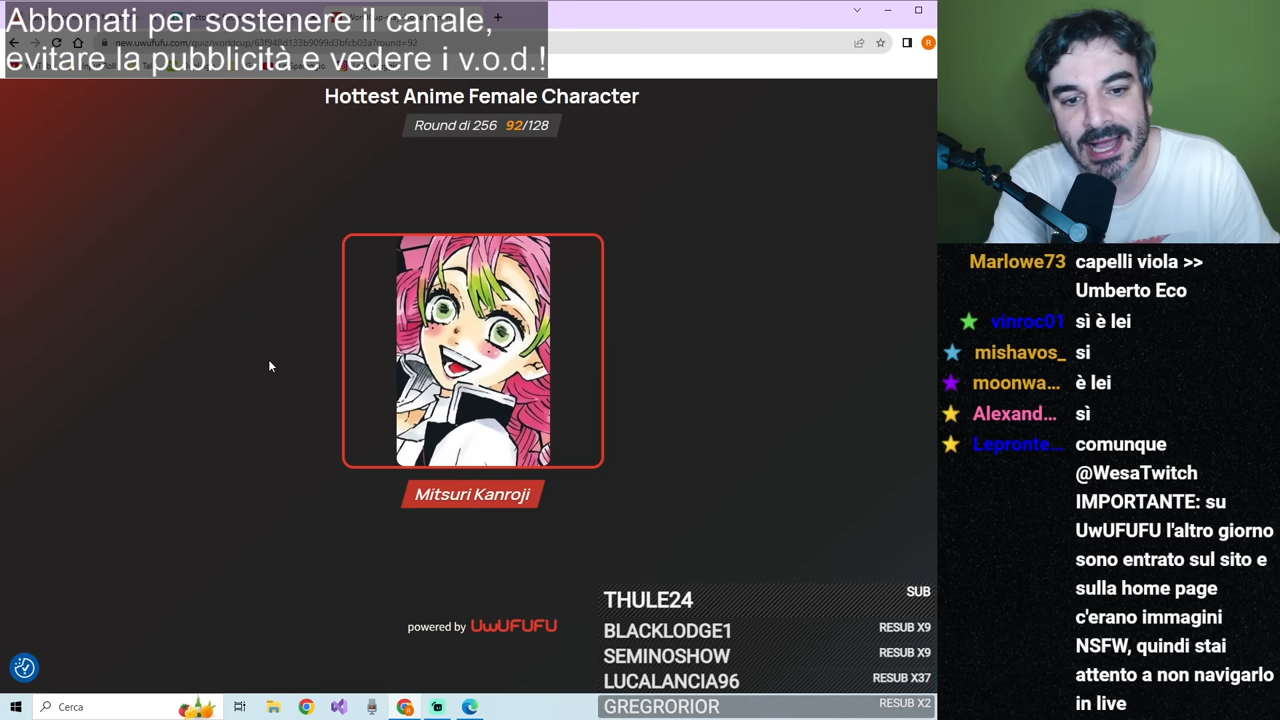 Abbonati per sostenere il canale,
evitare la pubblicità e vedere i v.o.d.!
Hottest Anime Female Character
Round di 256 92/128
Mitsuri Kanroji
powered by UwUFUFU
THULE24 SUB
BLACKLODGE1 RESUB X9
SEMINOSHOW RESUB X9
LUCALANCIA96 RESUB X37
GREGRORIOR RESUB X2
Cerca
Marlowe73 capelli viola >>
Umberto Eco
vinroc01 sì è lei
mishavos_ si
moonwa... è lei
Alexand... sì
Lepronte... comunque
@WesaTwitch
IMPORTANTE: su
UwUFUFU l'altro giorno
sono entrato sul sito e
sulla home page
c'erano immagini
NSFW, quindi stai
attento a non navigarlo
in live